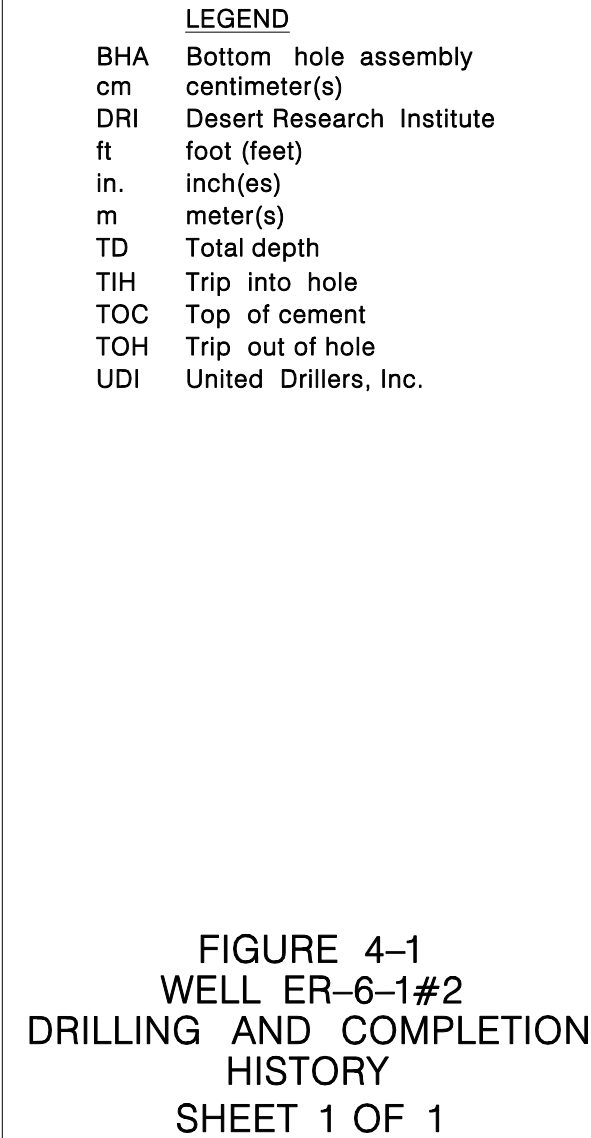 LEGEND
BHA Bottom hole assembly
cm centimeter(s)
DRI Desert Research Institute
ft foot (feet)
in. inch(es)
m meter(s)
TD Total depth
TIH Trip into hole
TOC Top of cement
TOH Trip out of hole
UDI United Drillers, Inc.
FIGURE 4–1
WELL ER–6–1#2
DRILLING AND COMPLETION
HISTORY
SHEET 1 OF 1